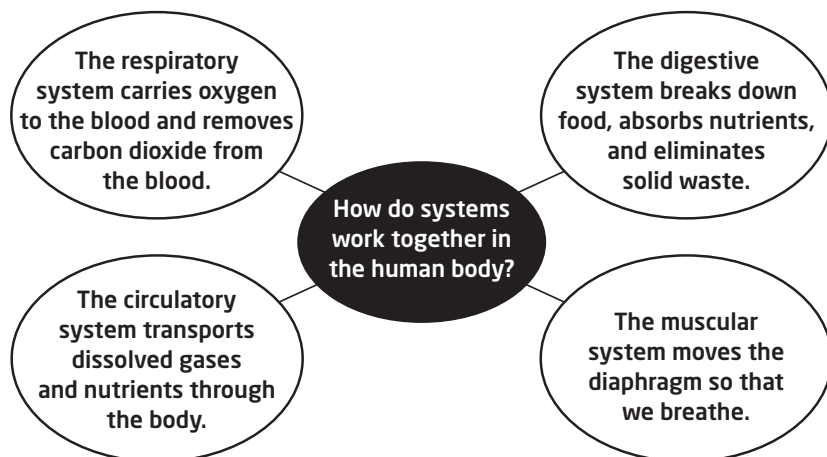 The respiratory
system carries oxygen
to the blood and removes
carbon dioxide from
the blood.
The digestive
system breaks down
food, absorbs nutrients,
and eliminates
solid waste.
How do systems
work together in
the human body?
The circulatory
system transports
dissolved gases
and nutrients through
the body.
The muscular
system moves the
diaphragm so that
we breathe.